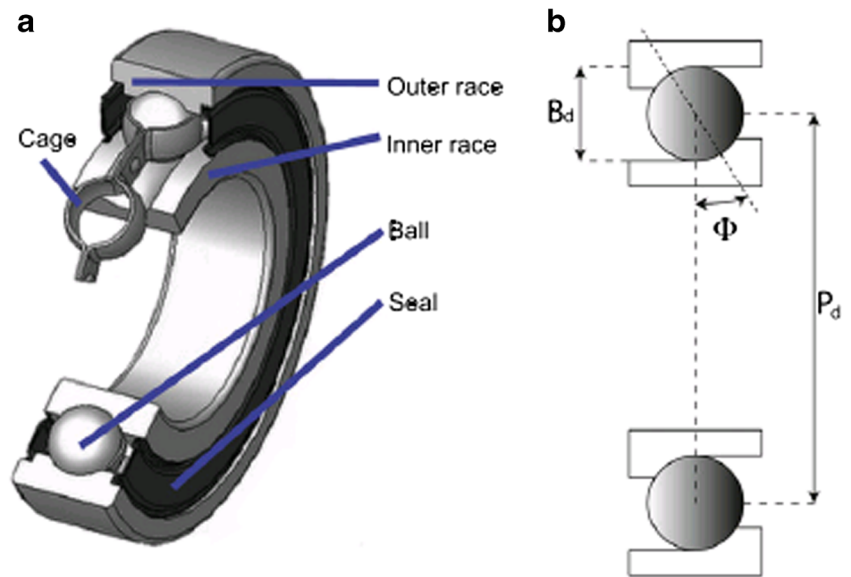 a
b
Outer race
Cage
Inner race
Ball
Seal
Bd
Φ
Pd